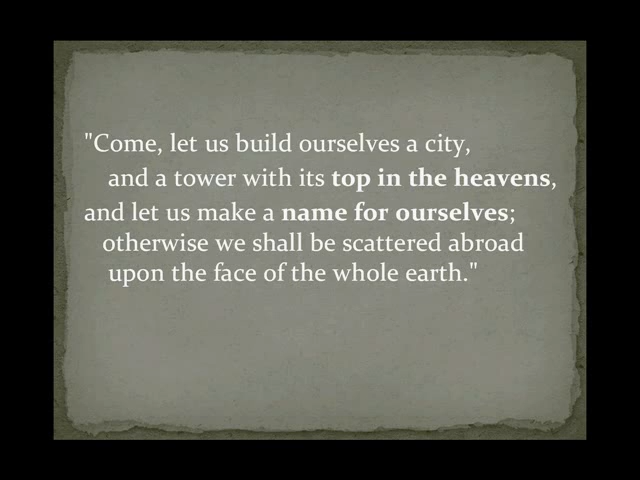 "Come, let us build ourselves a city,
and a tower with its top in the heavens,
and let us make a name for ourselves;
otherwise we shall be scattered abroad
upon the face of the whole earth."